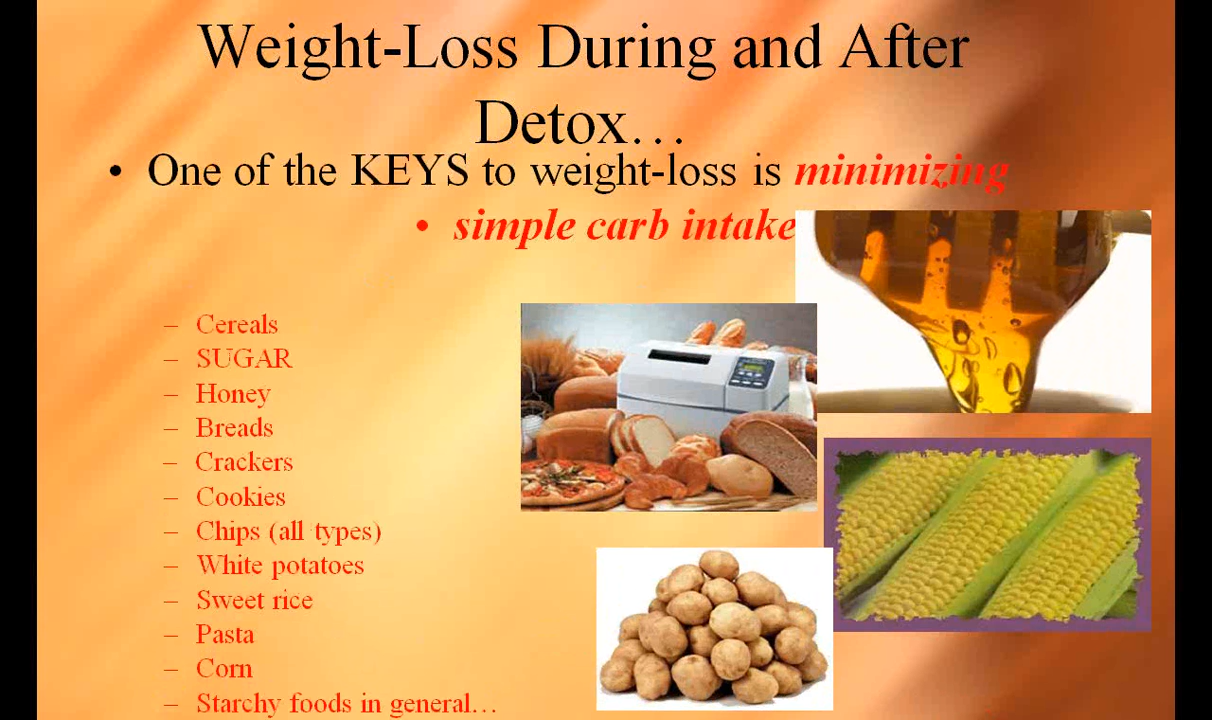 Weight-Loss During and After
Detox…
• One of the KEYS to weight-loss is minimizing
• simple carb intake
– Cereals
– SUGAR
– Honey
– Breads
– Crackers
– Cookies
– Chips (all types)
– White potatoes
– Sweet rice
– Pasta
– Corn
– Starchy foods in general…